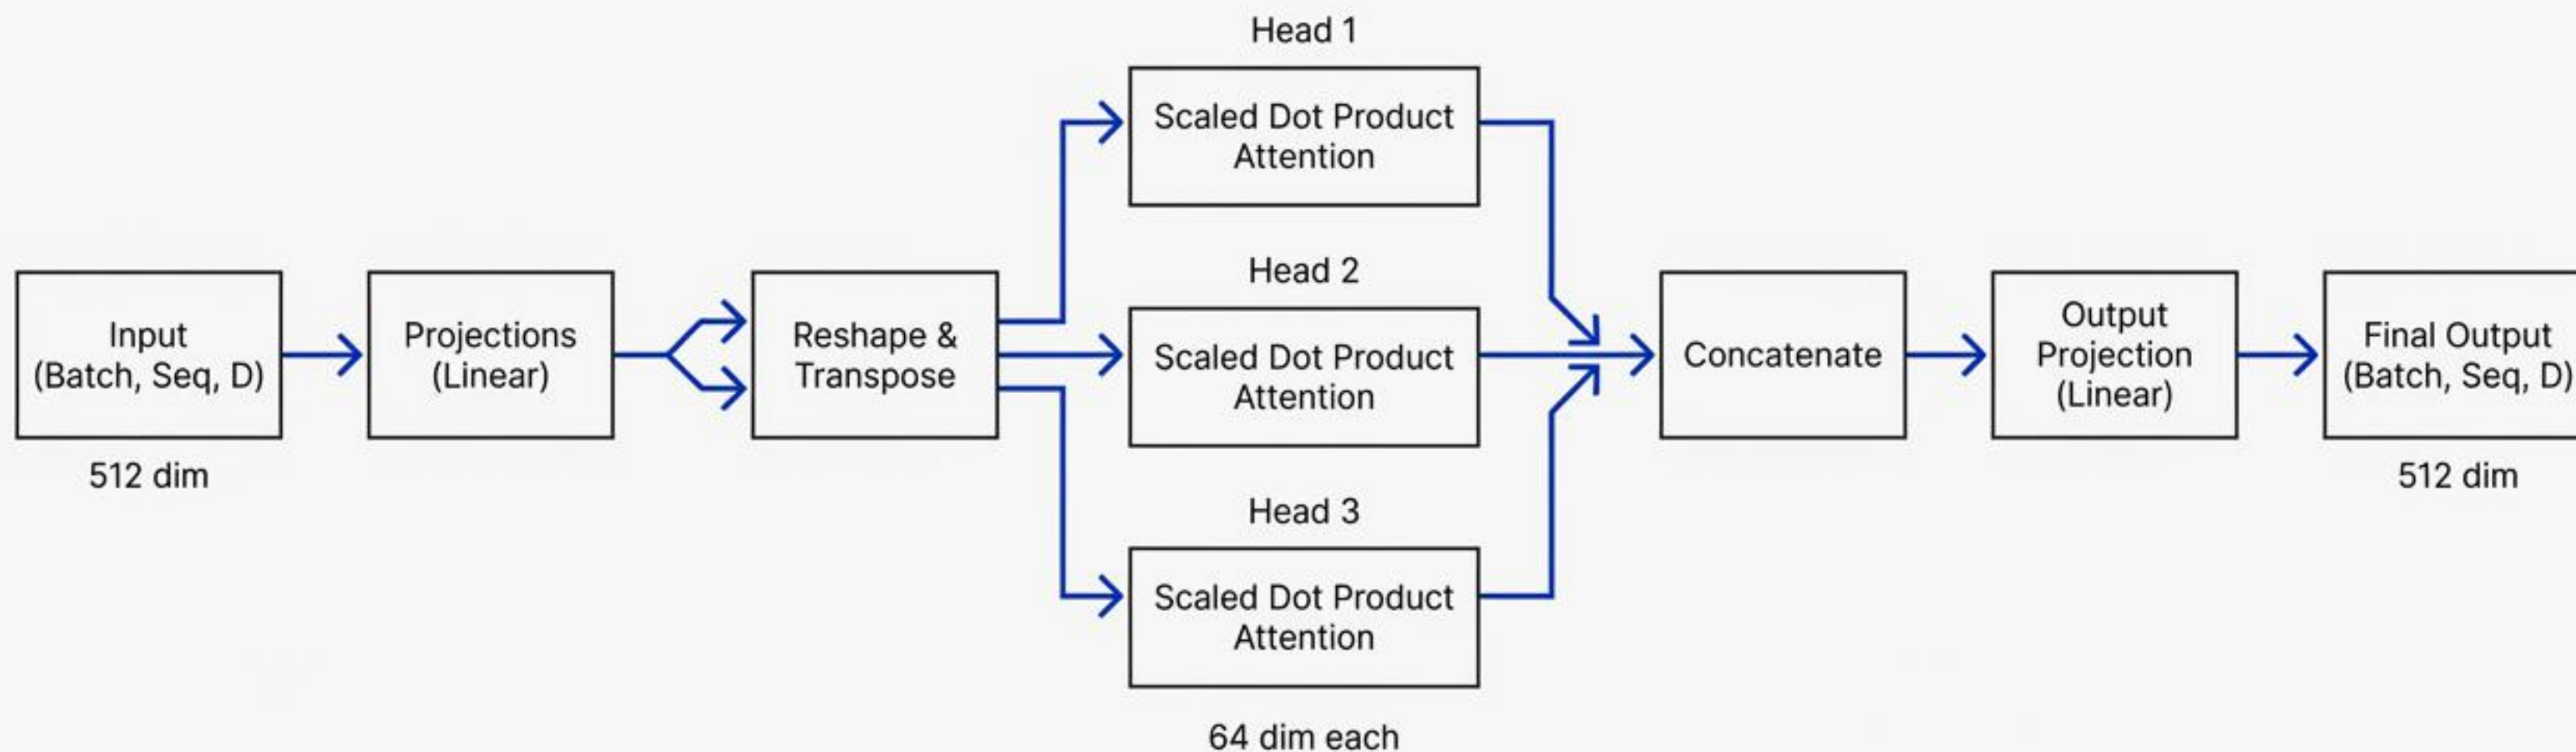 Input
(Batch, Seq, D)
512 dim
Projections
(Linear)
Reshape &
Transpose
Head 1
Scaled Dot Product
Attention
Head 2
Scaled Dot Product
Attention
Head 3
Scaled Dot Product
Attention
64 dim each
Concatenate
Output
Projection
(Linear)
Final Output
(Batch, Seq, D)
512 dim